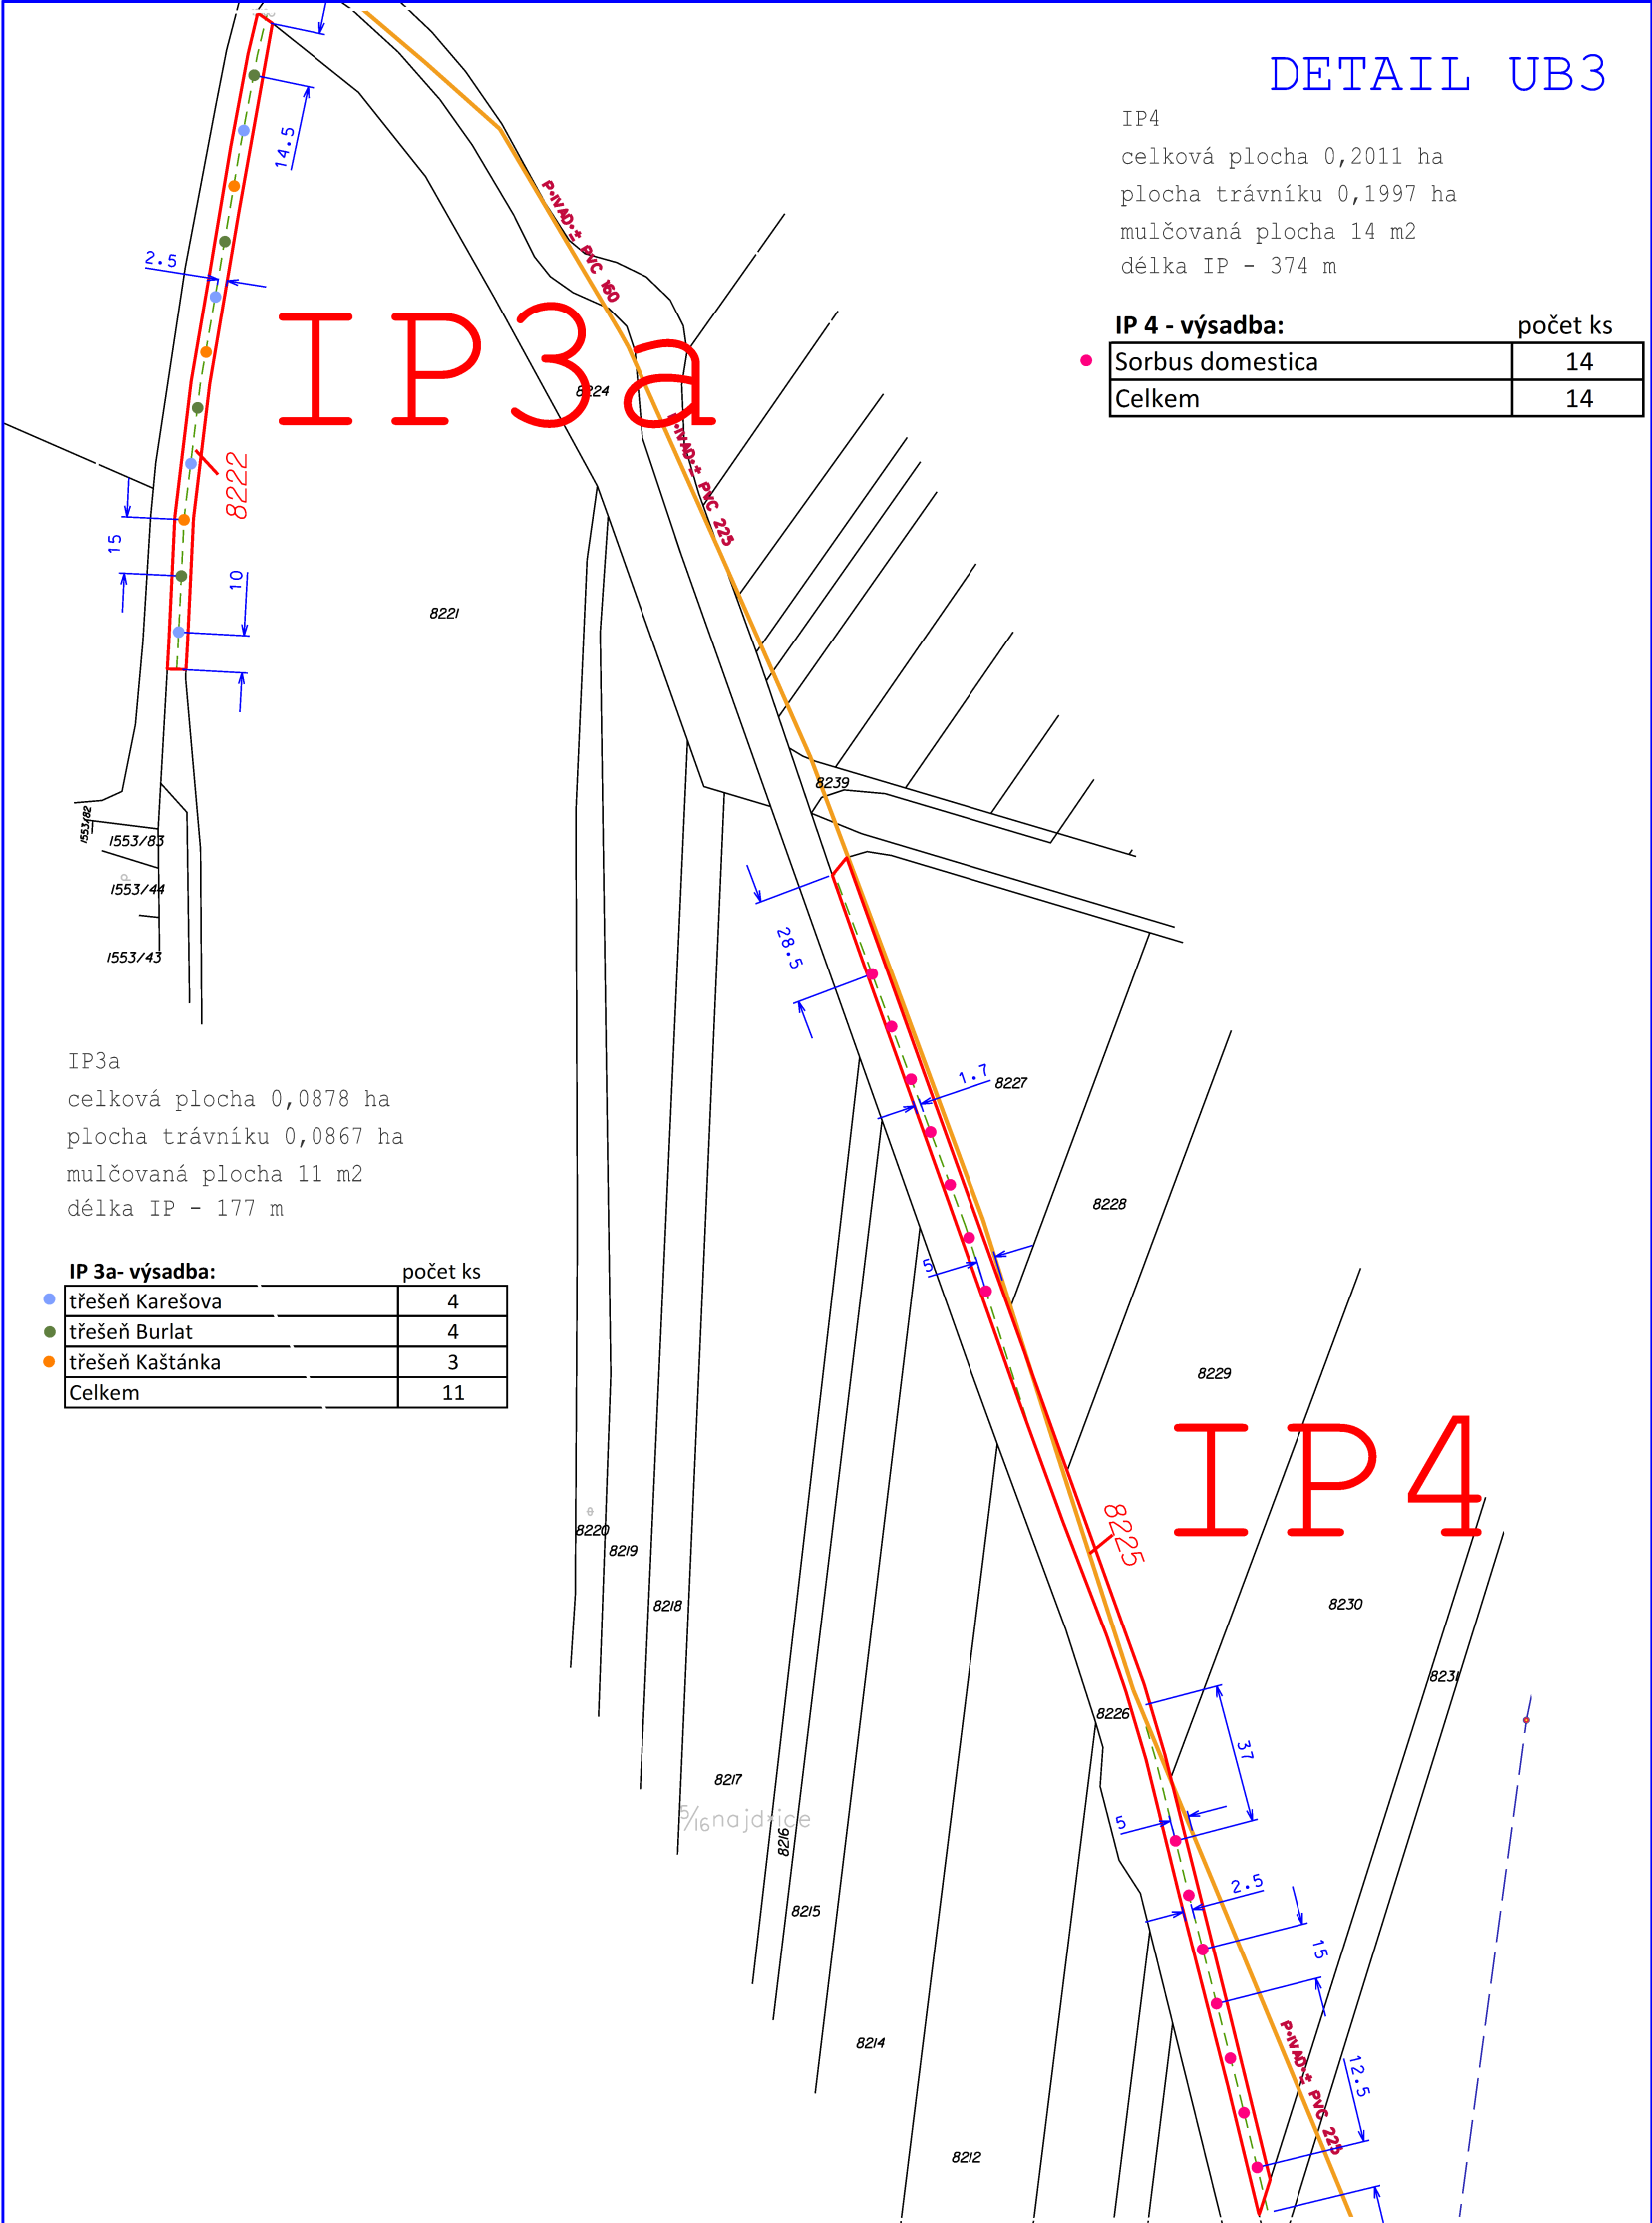 DETAIL UB3
IP4
celková plocha 0,2011 ha
plocha trávníku 0,1997 ha
mulčovaná plocha 14 m2
délka IP - 374 m
IP 4 - výsadba: počet ks
Sorbus domestica 14
Celkem 14
14.5
2.5
IP3a
8222
15
10
8224
PVC 160
PVC 225
8221
8239
1553/82
1553/83
1553/44
1553/43
28.5
1.7
8227
5
8228
8229
IP3a
celková plocha 0,0878 ha
plocha trávníku 0,0867 ha
mulčovaná plocha 11 m2
délka IP - 177 m
IP 3a- výsadba: počet ks
třešeň Karešova 4
třešeň Burlat 4
třešeň Kaštánka 3
Celkem 11
IP4
8225
8220
8219
8218
8230
8231
8226
37
8217
5
8216
2.5
8215
15
8214
PVC 225
12.5
8212